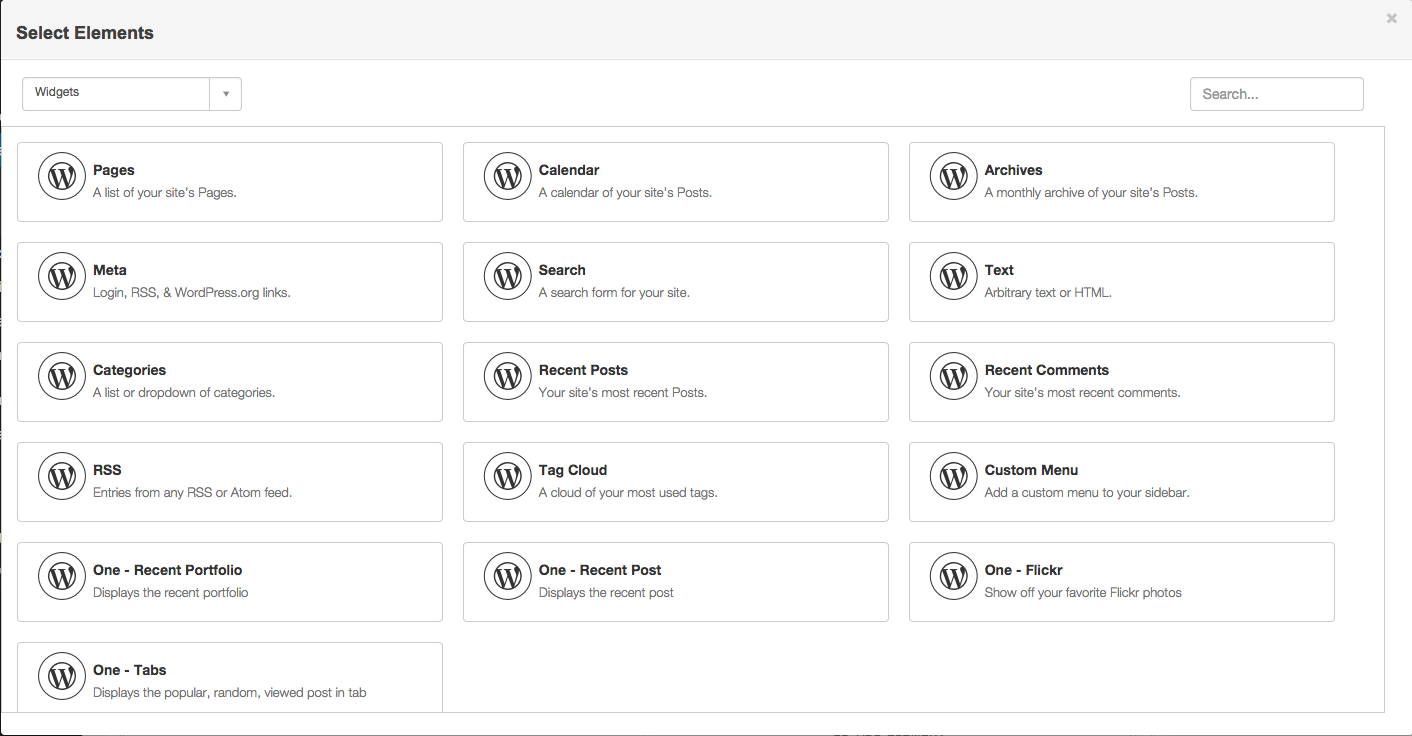 Select Elements
×
Widgets
Search...
Pages
A list of your site's Pages.
Calendar
A calendar of your site's Posts.
Archives
A monthly archive of your site's Posts.
Meta
Login, RSS, & WordPress.org links.
Search
A search form for your site.
Text
Arbitrary text or HTML.
Categories
A list or dropdown of categories.
Recent Posts
Your site's most recent Posts.
Recent Comments
Your site's most recent comments.
RSS
Entries from any RSS or Atom feed.
Tag Cloud
A cloud of your most used tags.
Custom Menu
Add a custom menu to your sidebar.
One - Recent Portfolio
Displays the recent portfolio
One - Recent Post
Displays the recent post
One - Flickr
Show off your favorite Flickr photos
One - Tabs
Displays the popular, random, viewed post in tab